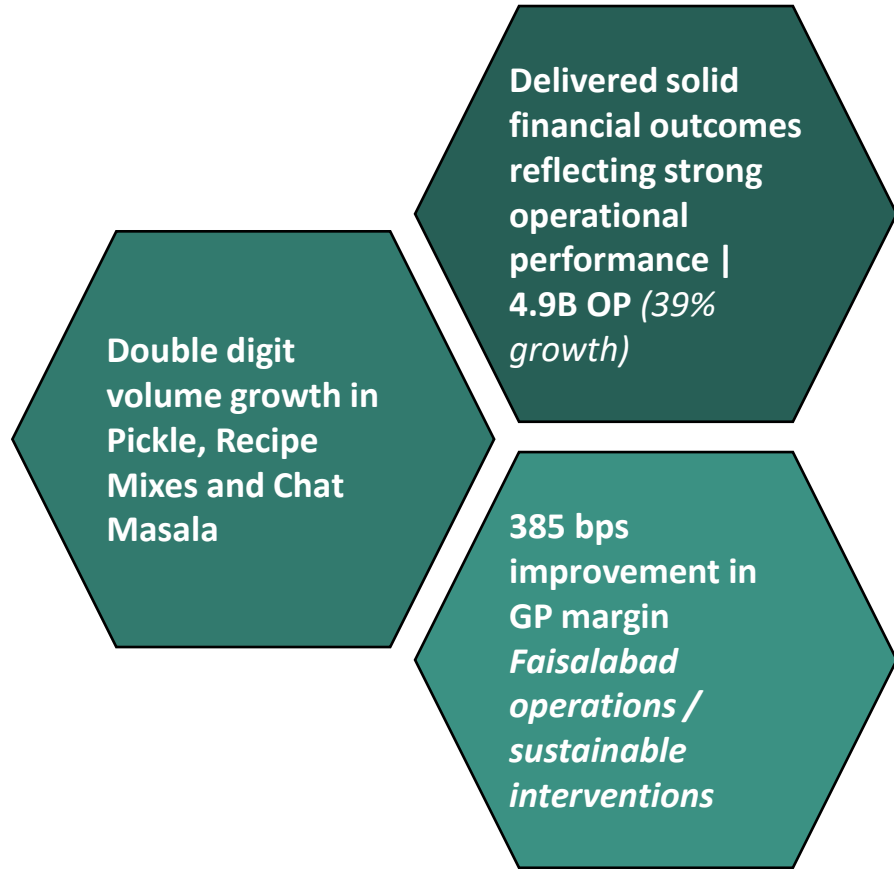 Delivered solid
financial outcomes
reflecting strong
operational
performance |
4.9B OP (39%
growth)
Double digit
volume growth in
Pickle, Recipe
Mixes and Chat
Masala
385 bps
improvement in
GP margin
Faisalabad
operations /
sustainable
interventions